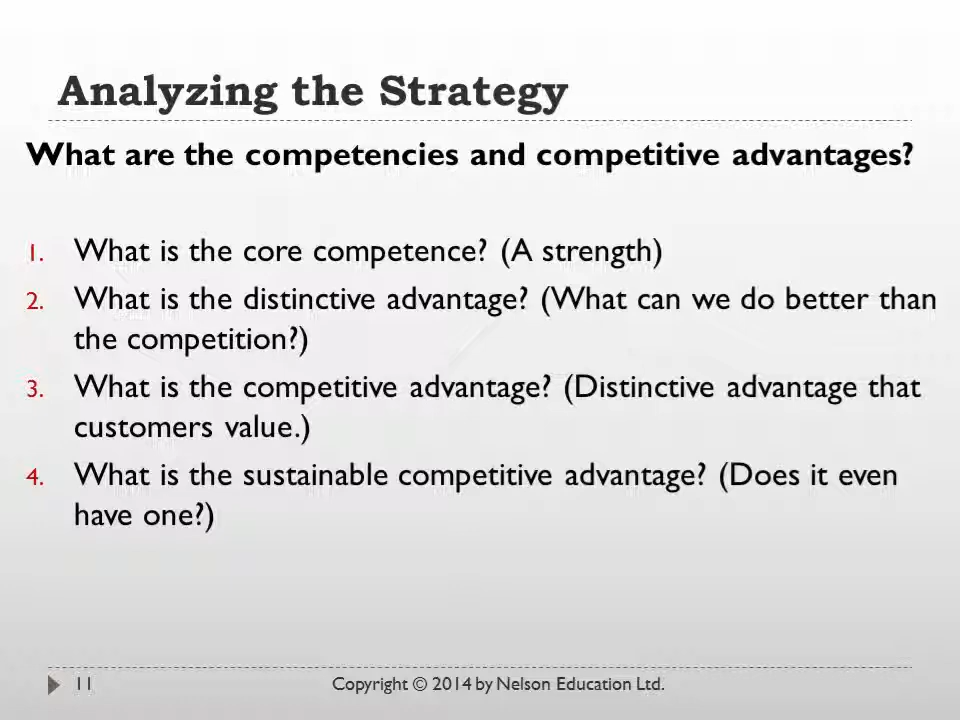 Analyzing the Strategy
What are the competencies and competitive advantages?
1. What is the core competence? (A strength)
2. What is the distinctive advantage? (What can we do better than
the competition?)
3. What is the competitive advantage? (Distinctive advantage that
customers value.)
4. What is the sustainable competitive advantage? (Does it even
have one?)
11 Copyright © 2014 by Nelson Education Ltd.